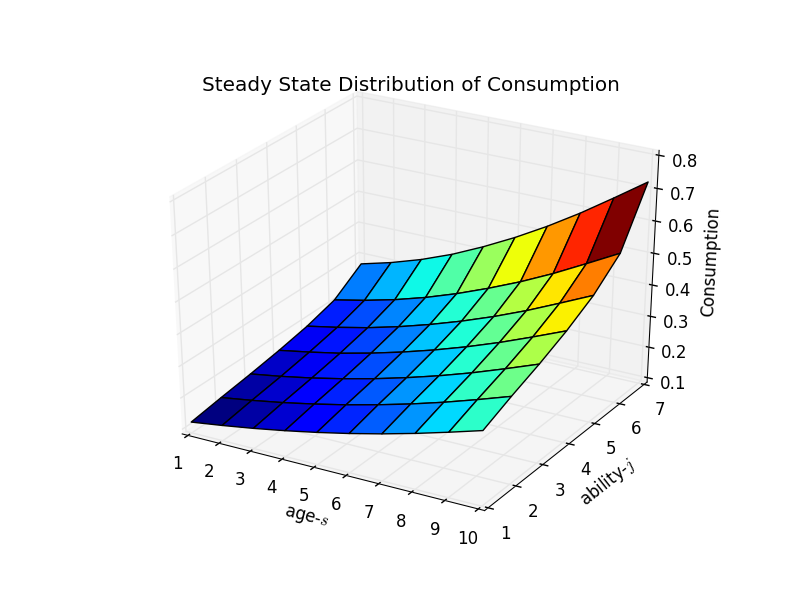 Steady State Distribution of Consumption
0.8
0.7
0.6
0.5
0.4
0.3
0.2
0.1
Consumption
1 2 3 4 5 6 7 8 9 10
age-s
1 2 3 4 5 6 7
ability-j